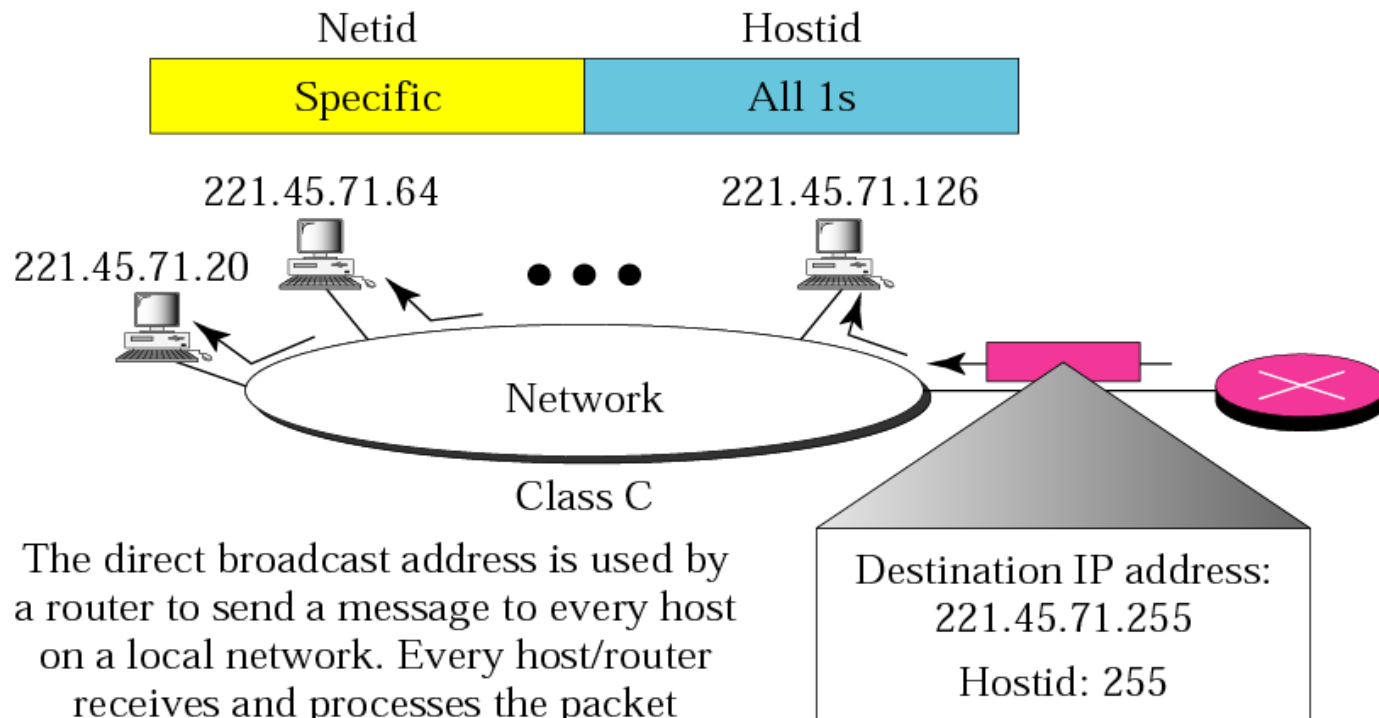 Netid Hostid
Specific All 1s
221.45.71.64 221.45.71.126
221.45.71.20
Network
Class C
The direct broadcast address is used by
a router to send a message to every host
on a local network. Every host/router
receives and processes the packet
Destination IP address:
221.45.71.255
Hostid: 255